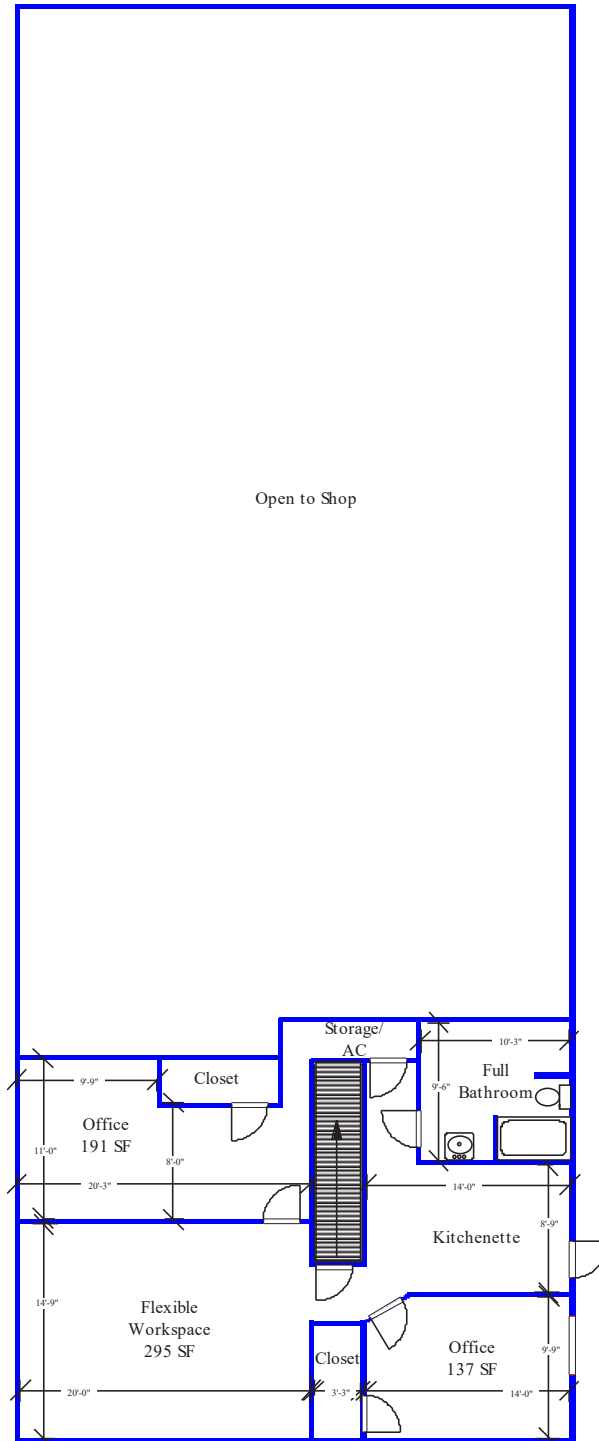 Open to Shop
Storage/
AC
10'-3"
Full
Bathroom
9'-6"
9'-9"
Closet
Office
191 SF
11'-0"
8'-0"
20'-3"
14'-0"
8'-9"
Kitchenette
14'-9"
Flexible
Workspace
295 SF
Closet
Office
137 SF
9'-9"
20'-0"
3'-3"
14'-0"